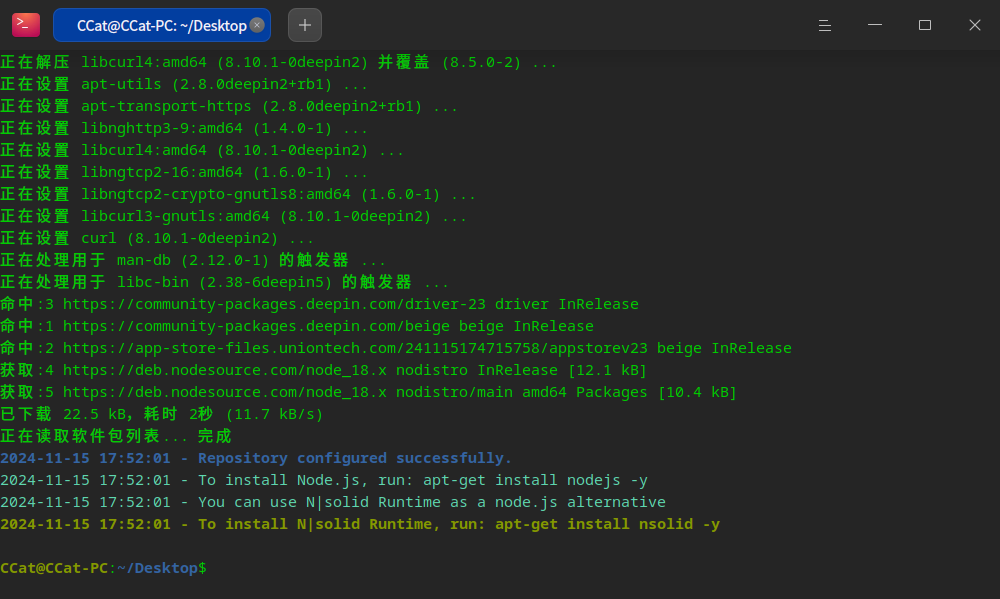 CCat@CCat-PC: ~/Desktop
正在解压 libcurl4:amd64 (8.10.1-0deepin2) 并覆盖 (8.5.0-2) ...
正在设置 apt-utils (2.8.0deepin2+rb1) ...
正在设置 apt-transport-https (2.8.0deepin2+rb1) ...
正在设置 libnghttp3-9:amd64 (1.4.0-1) ...
正在设置 libcurl4:amd64 (8.10.1-0deepin2) ...
正在设置 libngtcp2-16:amd64 (1.6.0-1) ...
正在设置 libngtcp2-crypto-gnutls8:amd64 (1.6.0-1) ...
正在设置 libcurl3-gnutls:amd64 (8.10.1-0deepin2) ...
正在设置 curl (8.10.1-0deepin2) ...
正在处理用于 man-db (2.12.0-1) 的触发器 ...
正在处理用于 libc-bin (2.38-6deepin5) 的触发器 ...
命中:3 https://community-packages.deepin.com/driver-23 driver InRelease
命中:1 https://community-packages.deepin.com/beige beige InRelease
命中:2 https://app-store-files.uniontech.com/241115174715758/appstorev23 beige InRelease
获取:4 https://deb.nodesource.com/node_18.x nodistro InRelease [12.1 kB]
获取:5 https://deb.nodesource.com/node_18.x nodistro/main amd64 Packages [10.4 kB]
已下载 22.5 kB，耗时 2秒 (11.7 kB/s)
正在读取软件包列表... 完成
2024-11-15 17:52:01 - Repository configured successfully.
2024-11-15 17:52:01 - To install Node.js, run: apt-get install nodejs -y
2024-11-15 17:52:01 - You can use N|solid Runtime as a node.js alternative
2024-11-15 17:52:01 - To install N|solid Runtime, run: apt-get install nsolid -y
CCat@CCat-PC:~/Desktop$